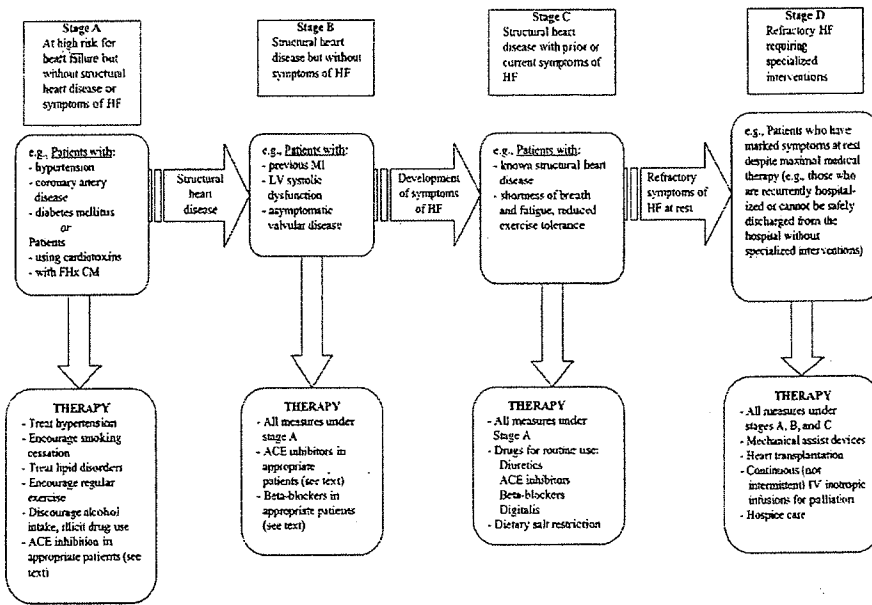 Stage A
At high risk for
heart failure but
without structural
heart disease or
symptoms of HF
Stage B
Structural heart
disease but without
symptoms of HF
Stage C
Structural heart
disease with prior or
current symptoms of
HF
Stage D
Refractory HF
requiring
specialized
interventions
e.g., Patients with:
- hypertension
- coronary artery
disease
- diabetes mellitus
or
Patients
- using cardiotoxins
- with FHx CM
Structural
heart
disease
e.g., Patients with:
- previous MI
- LV systolic
dysfunction
- asymptomatic
valvular disease
Development
of symptoms
of HF
e.g., Patients with:
- known structural heart
disease
- shortness of breath
and fatigue, reduced
exercise tolerance
Refractory
symptoms of
HF at rest
e.g., Patients who have
marked symptoms at rest
despite maximal medical
therapy (e.g., those who
are recurrently hospital-
ized or cannot be safely
discharged from the
hospital without
specialized interventions)
THERAPY
- Treat hypertension
- Encourage smoking
cessation
- Treat lipid disorders
- Encourage regular
exercise
- Discourage alcohol
intake, illicit drug use
- ACE inhibition in
appropriate patients (see
text)
THERAPY
- All measures under
stage A
- ACE inhibitors in
appropriate
patients (see text)
- Beta-blockers in
appropriate patients
(see text)
THERAPY
- All measures under
Stage A
- Drugs for routine use:
Diuretics
ACE inhibitors
Beta-blockers
Digitalis
- Dietary salt restriction
THERAPY
- All measures under
stages A, B, and C
- Mechanical assist devices
- Heart transplantation
- Continuous (not
intermittent) IV inotropic
infusions for palliation
- Hospice care